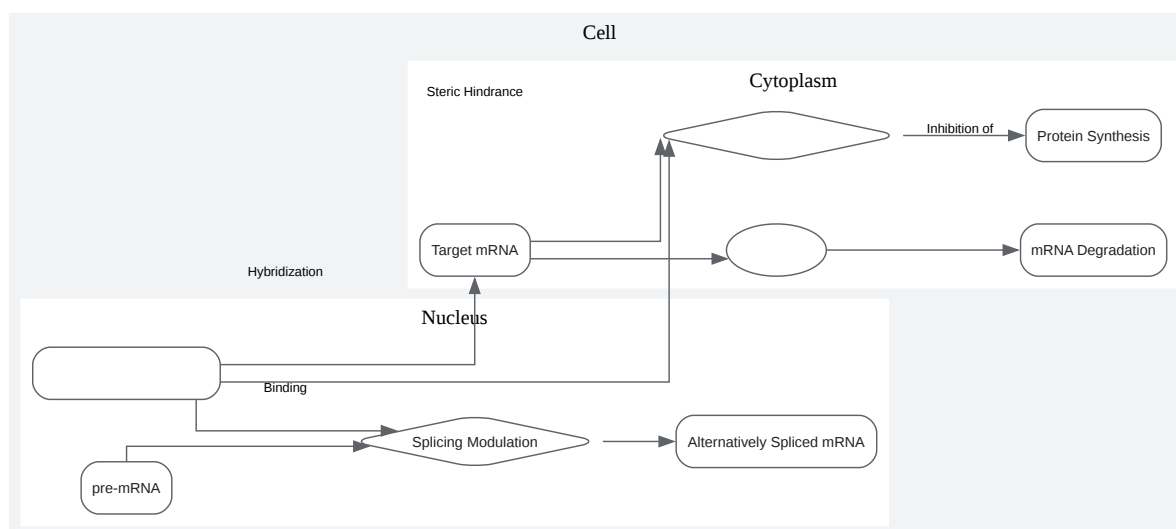 Cell
Cytoplasm
Steric Hindrance
Inhibition of
Protein Synthesis
Target mRNA
mRNA Degradation
Hybridization
Nucleus
Binding
Splicing Modulation
Alternatively Spliced mRNA
pre-mRNA